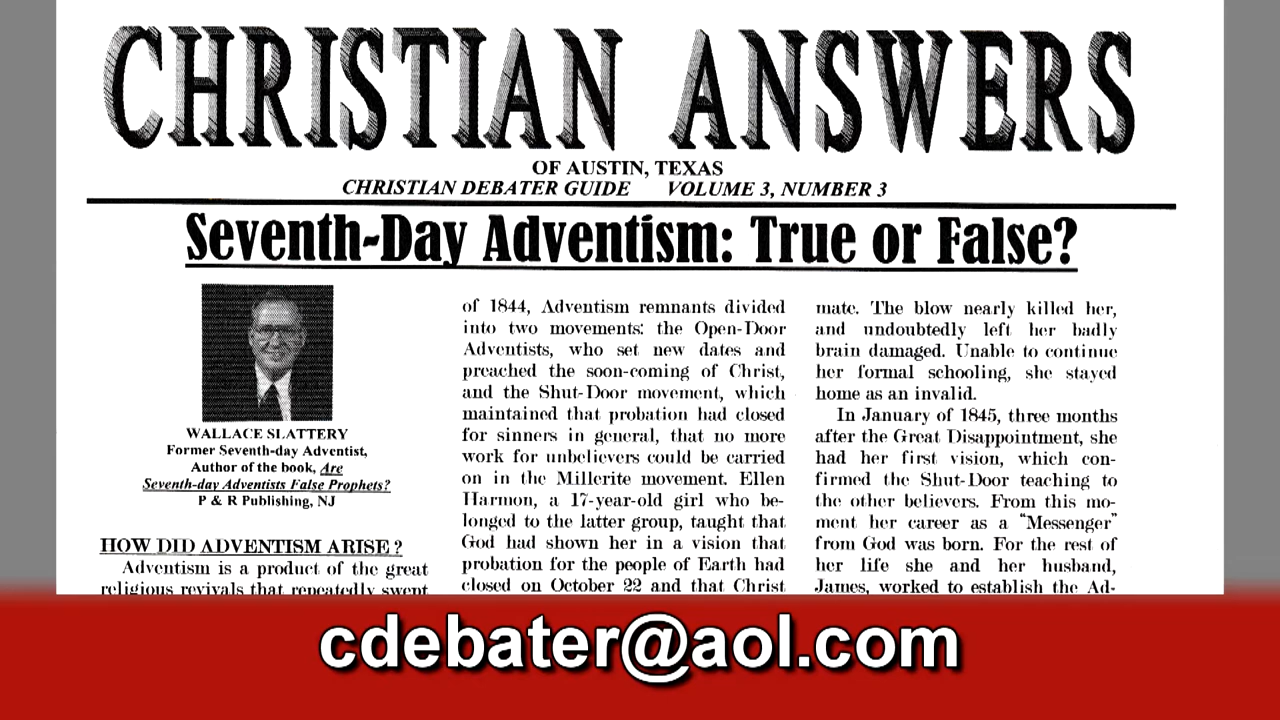 CHRISTIAN ANSWERS
OF AUSTIN, TEXAS
CHRISTIAN DEBATER GUIDE VOLUME 3, NUMBER 3
Seventh-Day Adventism: True or False?
WALLACE SLATTERY
Former Seventh-day Adventist,
Author of the book, Are
Seventh-day Adventists False Prophets?
P & R Publishing, NJ
HOW DID ADVENTISM ARISE ?
Adventism is a product of the great
religious revivals that repeatedly swept
of 1844, Adventism remnants divided
into two movements: the Open-Door
Adventists, who set new dates and
preached the soon-coming of Christ,
and the Shut-Door movement, which
maintained that probation had closed
for sinners in general, that no more
work for unbelievers could be carried
on in the Millerite movement. Ellen
Harmon, a 17-year-old girl who be-
longed to the latter group, taught that
God had shown her in a vision that
probation for the people of Earth had
closed on October 22 and that Christ
mate. The blow nearly killed her,
and undoubtedly left her badly
brain damaged. Unable to continue
her formal schooling, she stayed
home as an invalid.
In January of 1845, three months
after the Great Disappointment, she
had her first vision, which con-
firmed the Shut-Door teaching to
the other believers. From this mo-
ment her career as a "Messenger"
from God was born. For the rest of
her life she and her husband,
James, worked to establish the Ad-
cdebater@aol.com